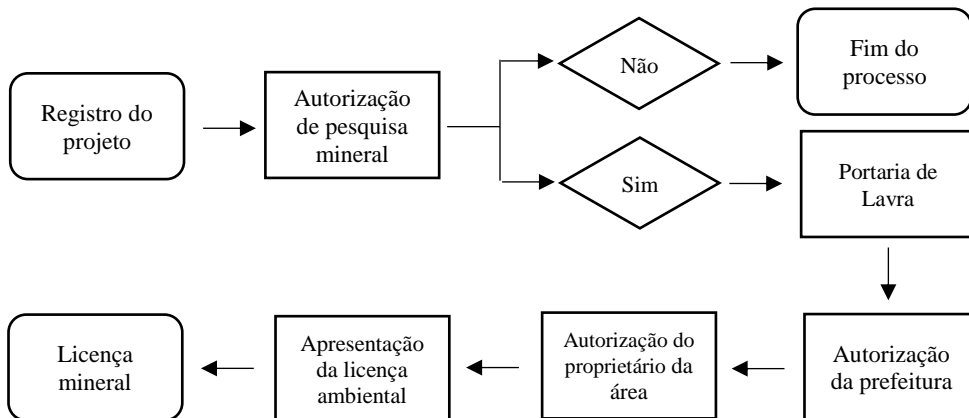 Registro do
projeto
Autorização
de pesquisa
mineral
Não
Fim do
processo
Sim
Portaria de
Lavra
Autorização
da prefeitura
Autorização do
proprietário da
área
Apresentação
da licença
ambiental
Licença
mineral